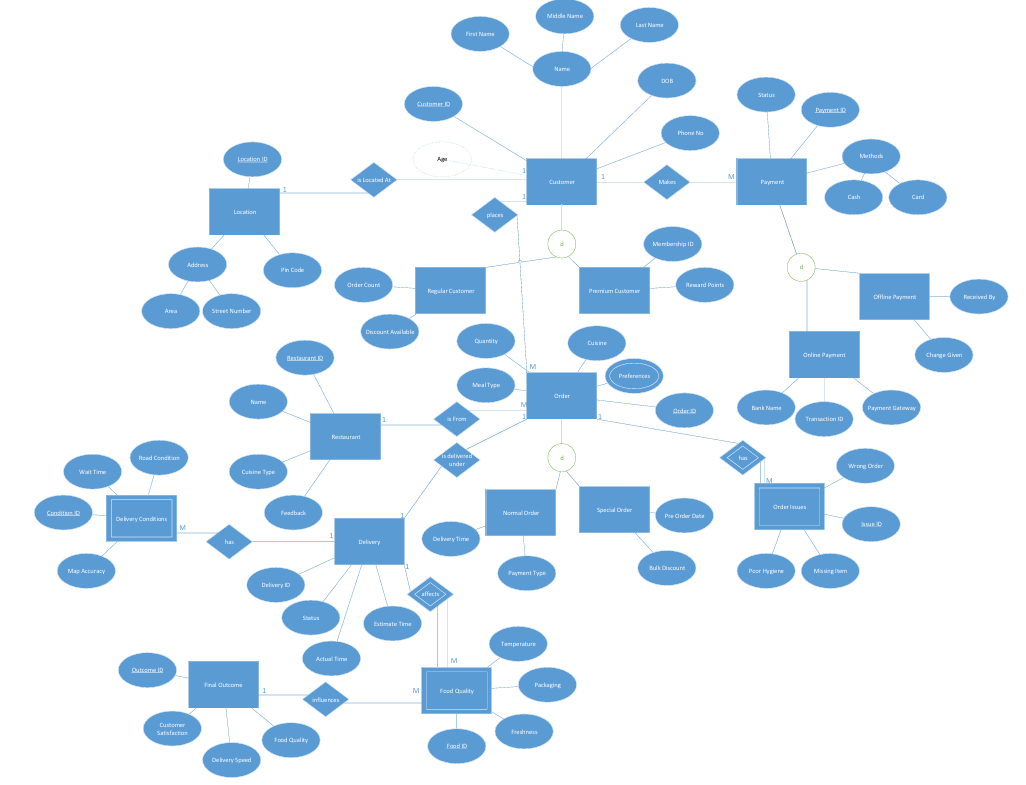 Middle Name
First Name
Last Name
Name
DOB
Customer ID
Status
Payment ID
Phone No
Age
Methods
Location ID
is Located At
1
Customer
1
Makes
M
Payment
Cash
Card
1
Location
1
places
d
Membership ID
Address
Pin Code
d
Order Count
Regular Customer
Premium Customer
Reward Points
Offline Payment
Received By
Area
Street Number
Discount Available
Quantity
Cuisine
Online Payment
Change Given
Restaurant ID
M
Preferences
Meal Type
Order
Name
M
Order ID
Bank Name
Transaction ID
Payment Gateway
1
is From
1
1
Restaurant
Road Condition
is delivered
under
d
has
Wait Time
Cuisine Type
Wrong Order
M
Condition ID
Delivery Conditions
Feedback
Normal Order
Special Order
Pre Order Date
Order Issues
Issue ID
1
M
has
1
Delivery
Delivery Time
Map Accuracy
1
Payment Type
Bulk Discount
Poor Hygiene
Missing Item
Delivery ID
affects
Status
Estimate Time
Actual Time
Temperature
M
Outcome ID
Final Outcome
1
influences
M
Food Quality
Packaging
Customer
Satisfaction
Food Quality
Freshness
Delivery Speed
Food ID